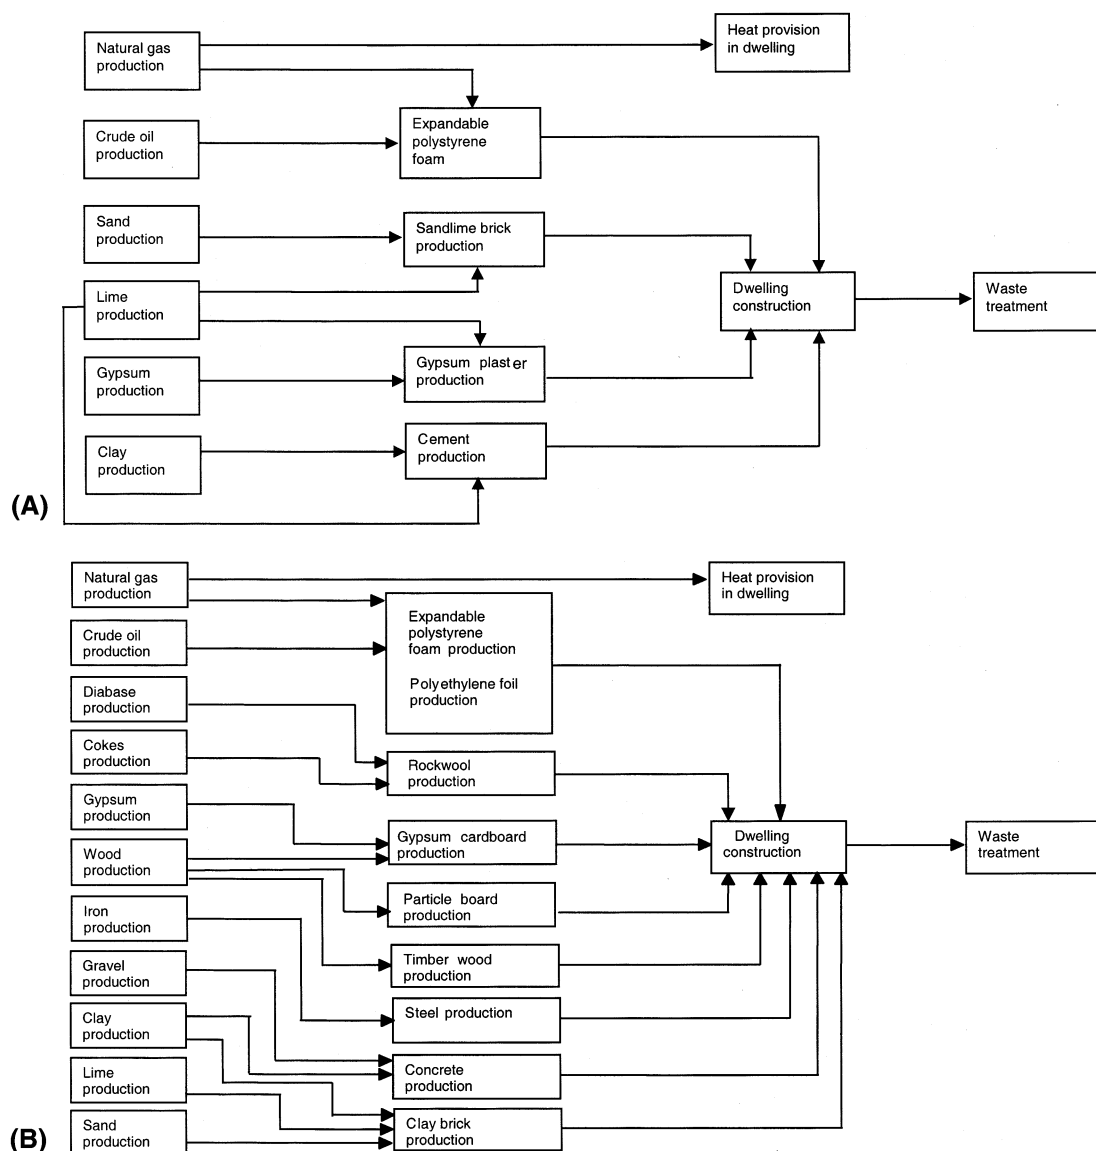 Natural gas
production
Heat provision
in dwelling
Crude oil
production
Expandable
polystyrene
foam
Sand
production
Sandlime brick
production
Lime
production
Dwelling
construction
Waste
treatment
Gypsum
production
Gypsum plaster
production
Clay
production
Cement
production
(A)
Natural gas
production
Heat provision
in dwelling
Crude oil
production
Expandable
polystyrene
foam production
Polyethylene foil
production
Diabase
production
Cokes
production
Rockwool
production
Gypsum
production
Gypsum cardboard
production
Dwelling
construction
Waste
treatment
Wood
production
Particle board
production
Iron
production
Timber wood
production
Gravel
production
Steel production
Clay
production
Concrete
production
Lime
production
Clay brick
production
Sand
production
(B)